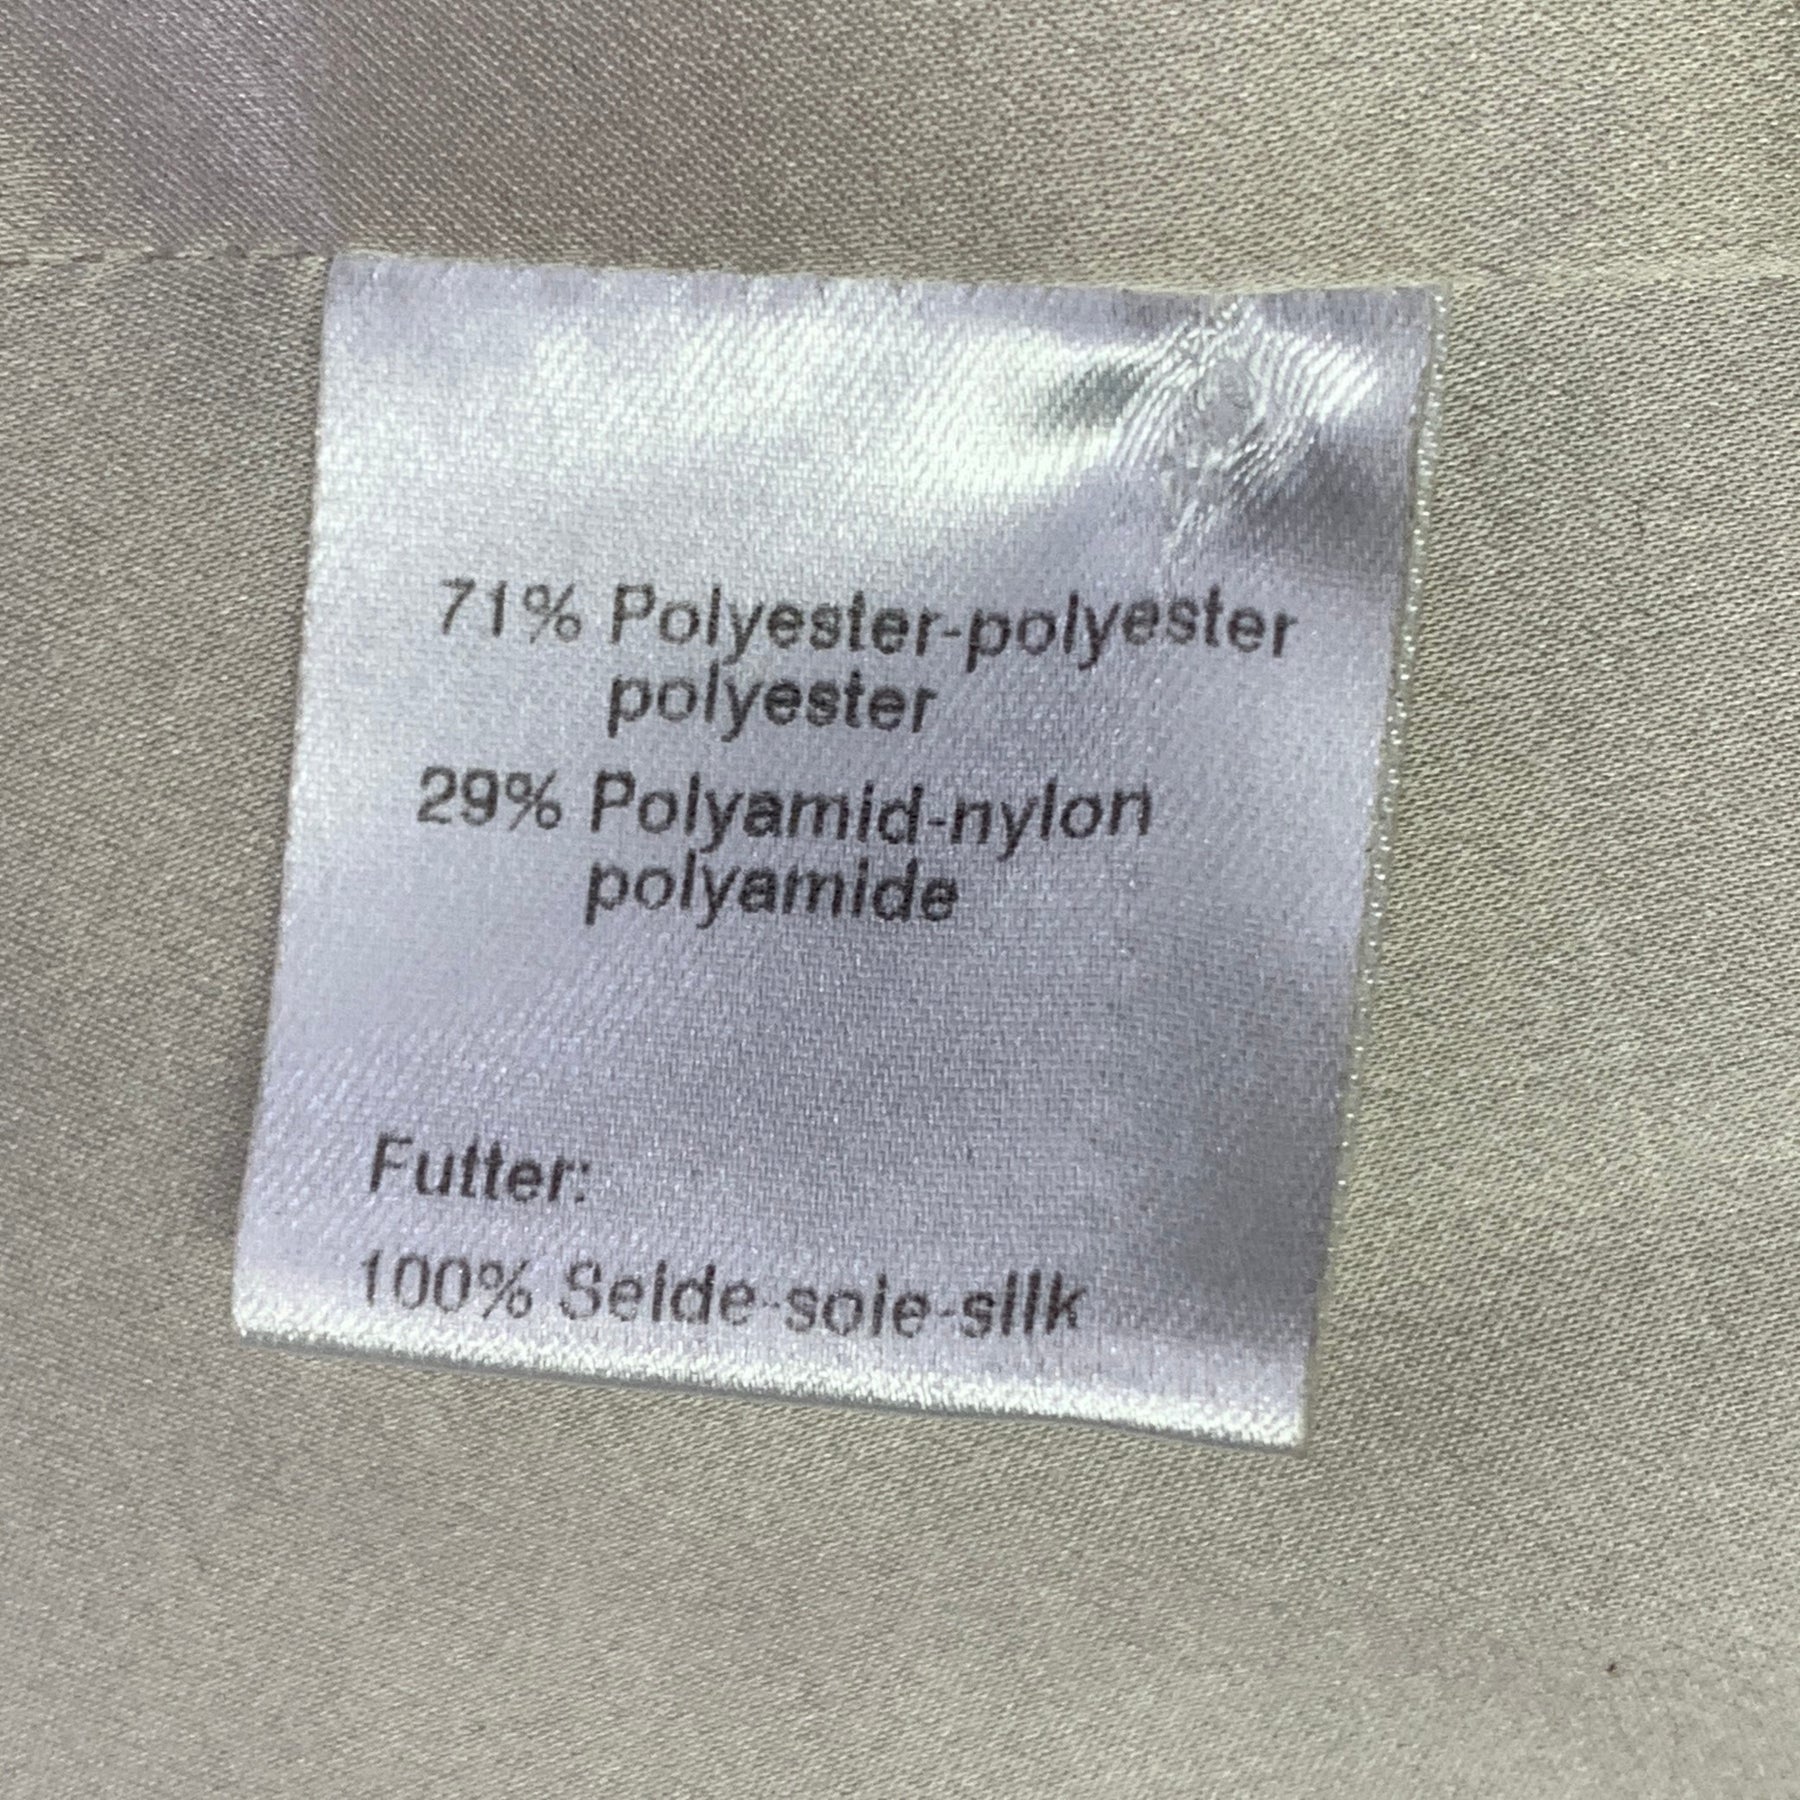 71% Polyester-polyester
polyester
29% Polyamid-nylon
polyamide
Futter:
100% Seide-soie-silk